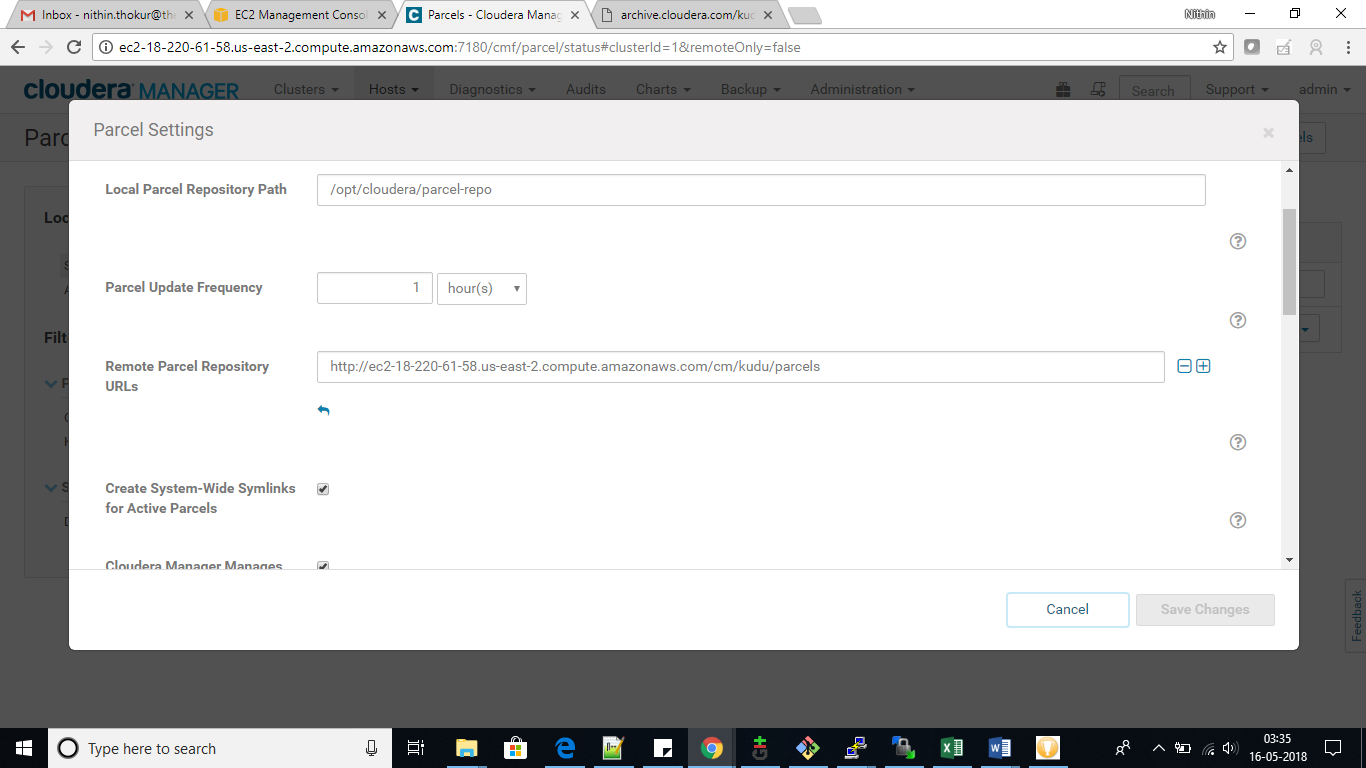 Inbox - nithin.thokur@th
EC2 Management Consol
Parcels - Cloudera Manag
archive.cloudera.com/kud
Nithin
ec2-18-220-61-58.us-east-2.compute.amazonaws.com:7180/cmf/parcel/status#clusterId=1&remoteOnly=false
cloudera MANAGER Clusters Hosts Diagnostics Audits Charts Backup Administration Search Support admin
Parc
els
Parcel Settings
Loc
Local Parcel Repository Path /opt/cloudera/parcel-repo
Parcel Update Frequency 1 hour(s)
Filt
Remote Parcel Repository http://ec2-18-220-61-58.us-east-2.compute.amazonaws.com/cm/kudu/parcels
URLs
Create System-Wide Symlinks
for Active Parcels
Cloudera Manager Manages
Cancel Save Changes
Feedback
Type here to search
03:35
16-05-2018